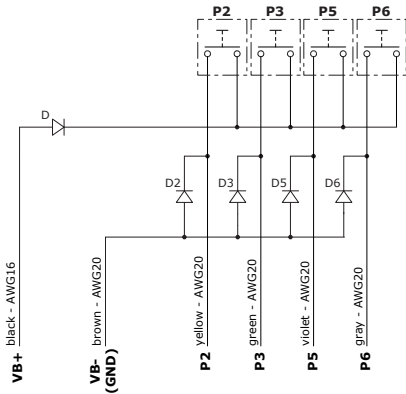 P2 P3 P5 P6
D
D2 D3 D5 D6
black - AWG16
brown - AWG20
yellow - AWG20
green - AWG20
violet - AWG20
gray - AWG20
VB+
VB-
(GND)
P2
P3
P5
P6